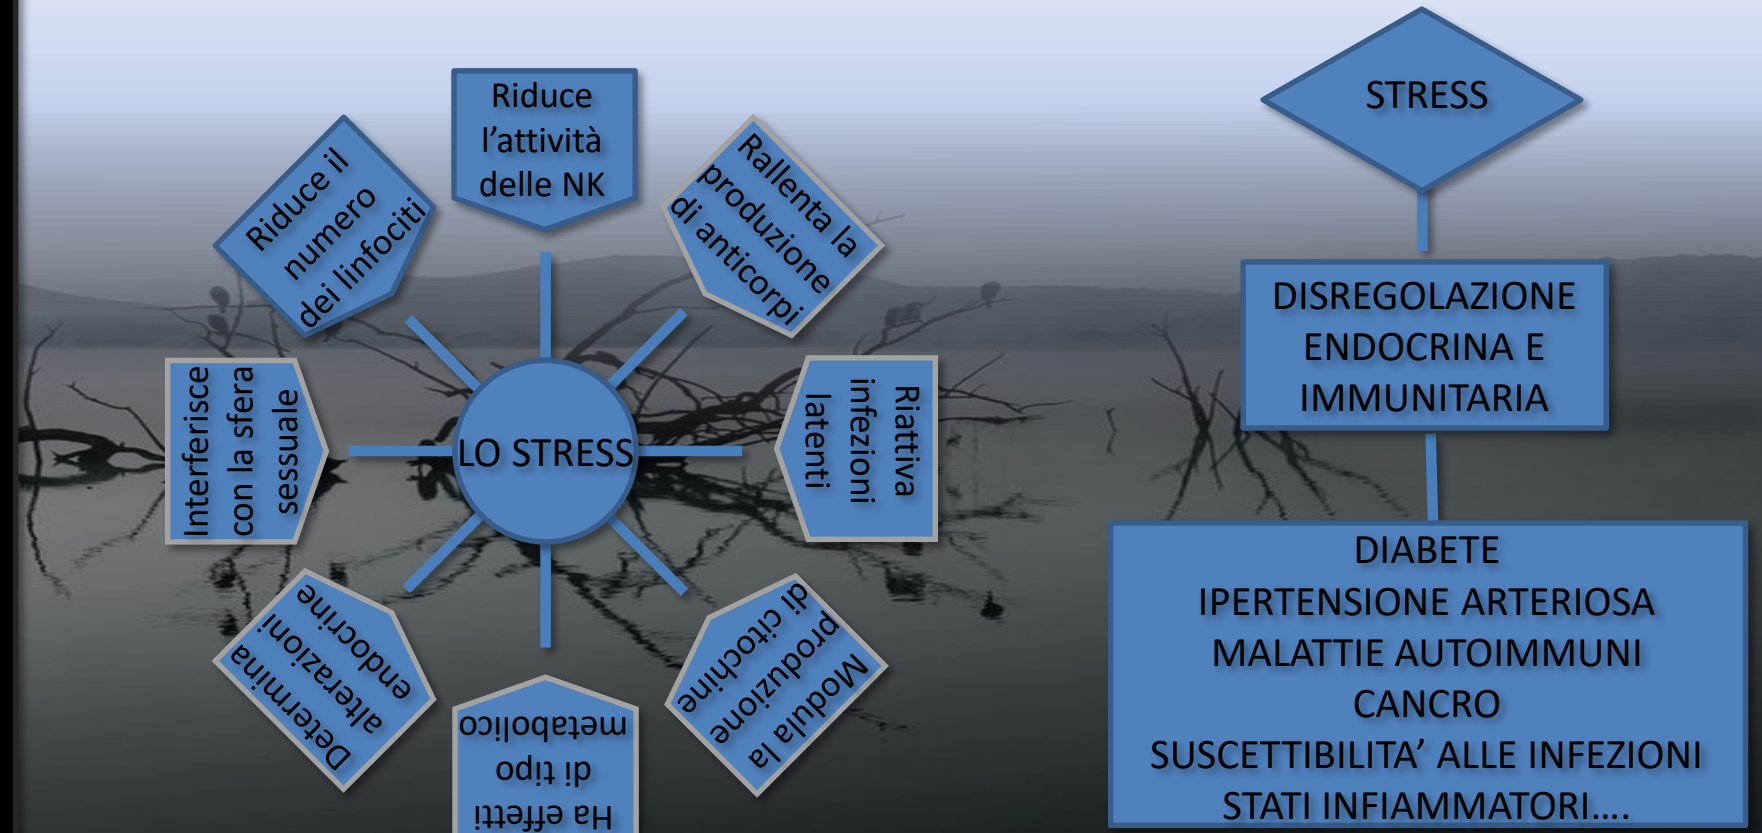 Riduce
l’attività
delle NK
Rallenta la
produzione
di anticorpi
Riattiva
infezioni
latenti
Modula la
produzione
di citochine
Ha effetti
di tipo
metabolico
Determina
alterazioni
endocrine
Interferisce
con la sfera
sessuale
Riduce il
numero
dei linfociti
LO STRESS
STRESS
DISREGOLAZIONE
ENDOCRINA E
IMMUNITARIA
DIABETE
IPERTENSIONE ARTERIOSA
MALATTIE AUTOIMMUNI
CANCRO
SUSCETTIBILITA’ ALLE INFEZIONI
STATI INFIAMMATORI….